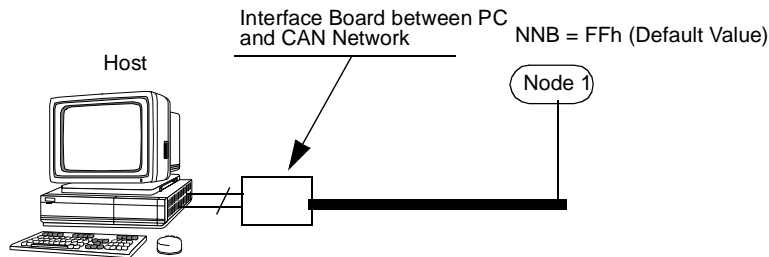 Interface Board between PC
and CAN Network
NNB = FFh (Default Value)
Host
Node 1